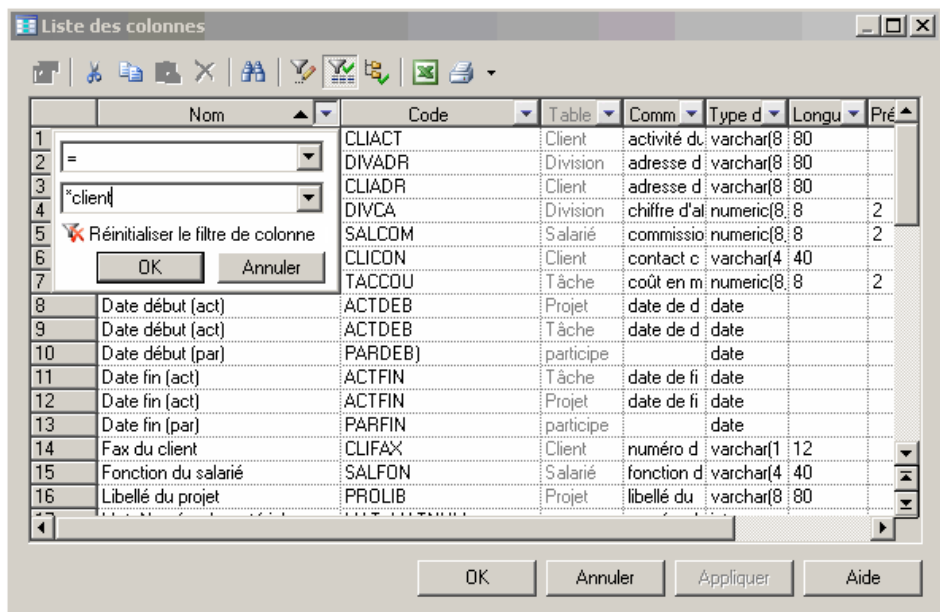 Liste des colonnes
Nom Code Table Comm Type d Longu Pré
1 CLIACT Client activité du varchar(8 80
2 DIVADR Division adresse d varchar(8 80
3 CLIADR Client adresse d varchar(8 80
4 DIVCA Division chiffre d'af numeric(8, 8 2
5 SALCOM Salarié commissio numeric(8, 8 2
6 CLICON Client contact c varchar(4 40
7 TACCOU Tâche coût en m numeric(8, 8 2
=
*client
Réinitialiser le filtre de colonne
OK Annuler
8 Date début (act) ACTDEB Projet date de d date
9 Date début (act) ACTDEB Tâche date de d date
10 Date début (par) PARDEB) participe date
11 Date fin (act) ACTFIN Tâche date de fi date
12 Date fin (act) ACTFIN Projet date de fi date
13 Date fin (par) PARFIN participe date
14 Fax du client CLIFAX Client numéro d varchar(1 12
15 Fonction du salarié SALFON Salarié fonction d varchar(4 40
16 Libellé du projet PROLIB Projet libellé du varchar(8 80
OK Annuler Appliquer Aide